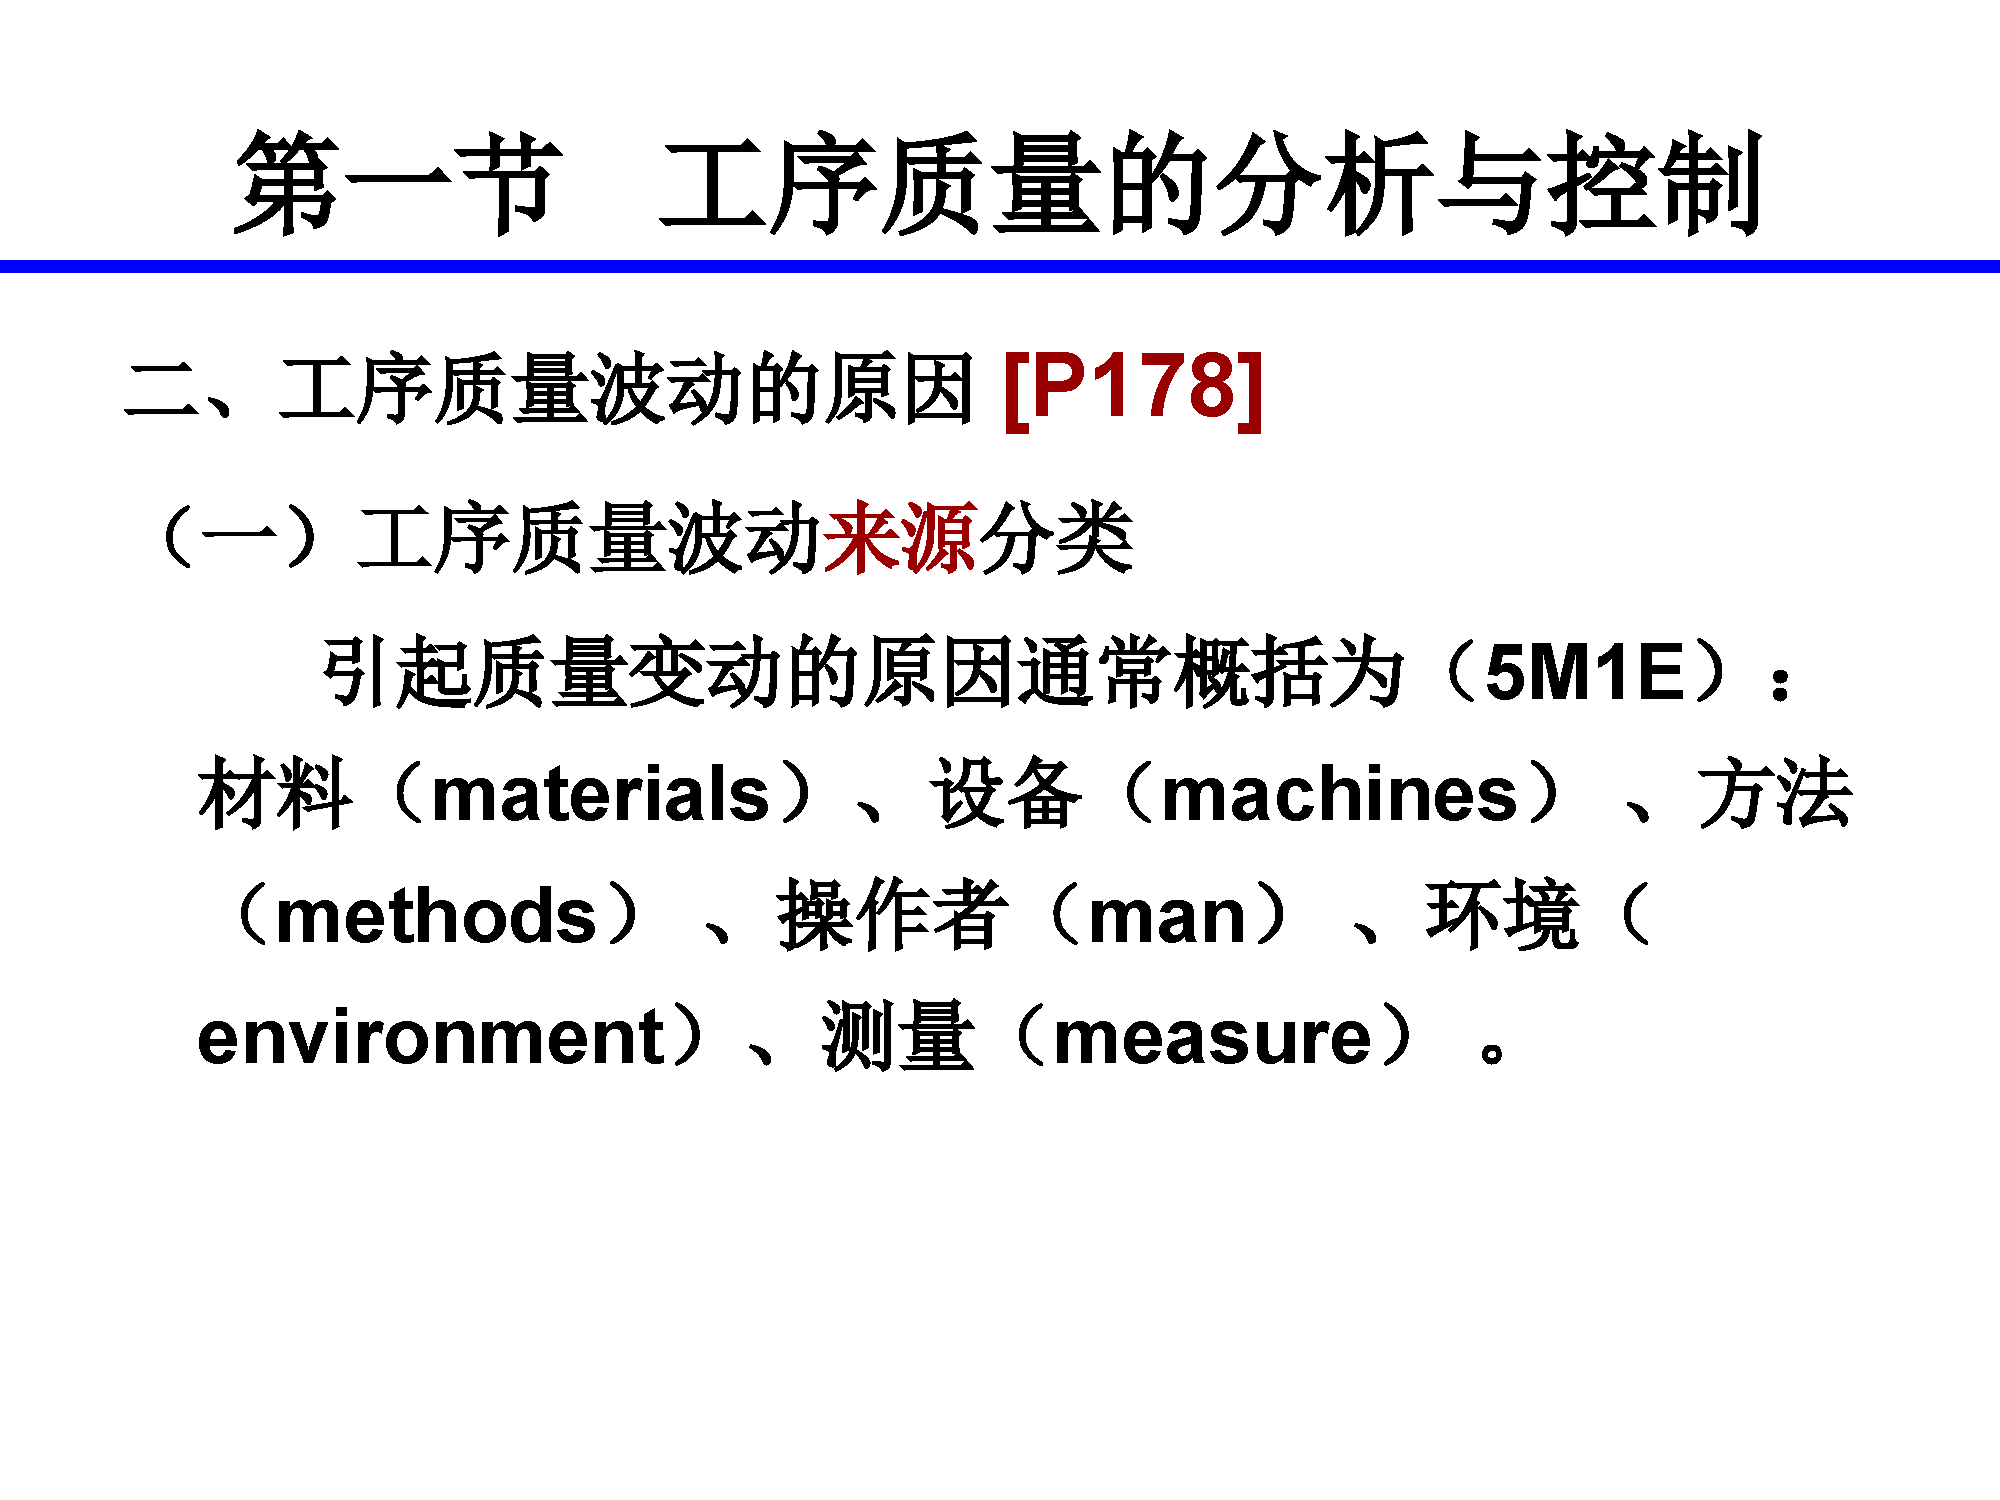 第一节 工序质量的分析与控制
二、工序质量波动的原因 [P178]
（一）工序质量波动来源分类
引起质量变动的原因通常概括为（5M1E）：
材料（materials）、设备（machines） 、方法
（methods） 、操作者（man） 、环境（
environment）、测量（measure） 。